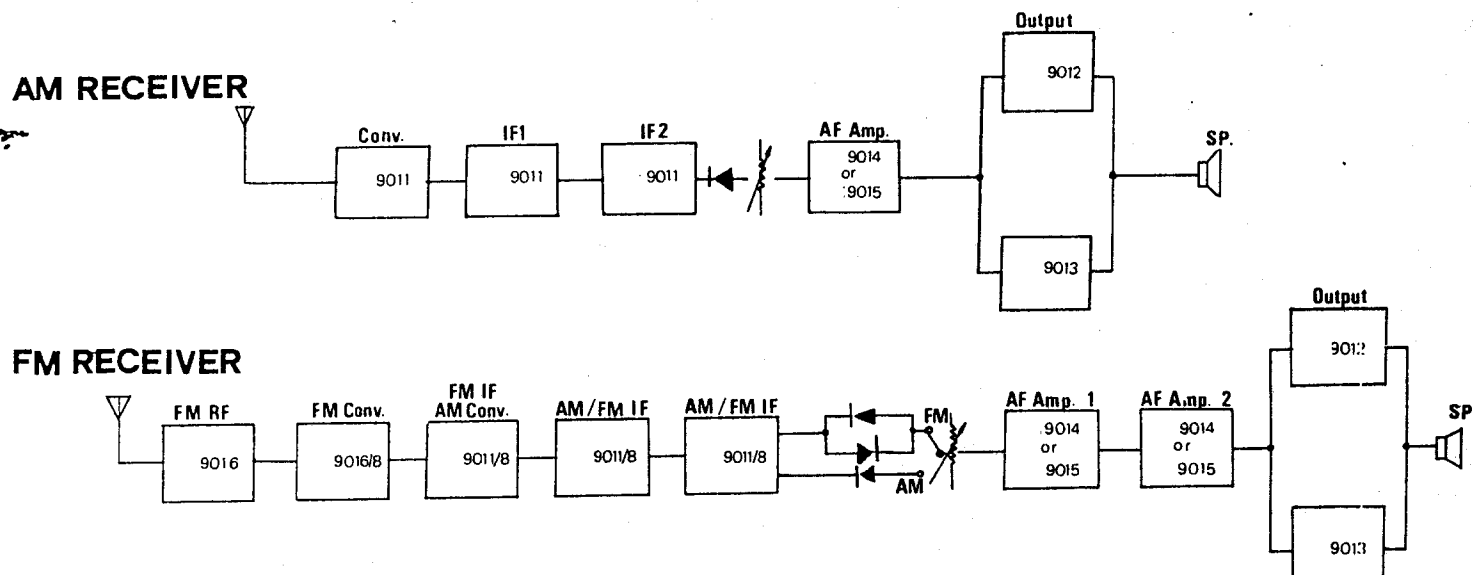 AM RECEIVER
Conv.
9011
IF1
9011
IF2
9011
AF Amp.
9014
or
9015
Output
9012
9013
SP.
FM RECEIVER
FM RF
9016
FM Conv.
9016/8
FM IF
AM Conv.
9011/8
AM/FM IF
9011/8
AM/FM IF
9011/8
FM
AM
AF Amp. 1
9014
or
9015
AF Amp. 2
9014
or
9015
Output
9012
9013
SP